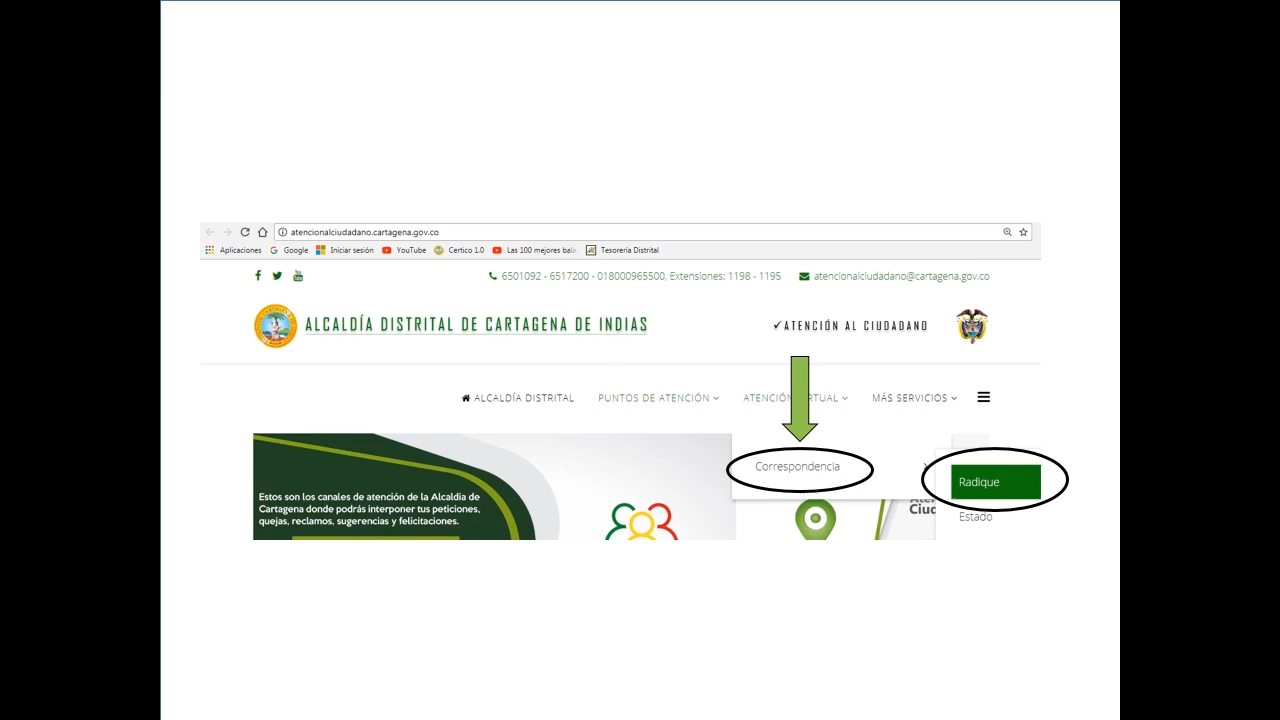 atencionalciudadano.cartagena.gov.co
Aplicaciones Google Iniciar sesión YouTube Certico 1.0 Las 100 mejores bala Tesorería Distrital
6501092 - 6517200 - 018000965500, Extensiones: 1198 - 1195 atencionalciudadano@cartagena.gov.co
ALCALDÍA DISTRITAL DE CARTAGENA DE INDIAS ATENCIÓN AL CIUDADANO
ALCALDÍA DISTRITAL PUNTOS DE ATENCIÓN ATENCIÓN MÁS SERVICIOS
Correspondencia
Radique
Estado
Estos son los canales de atención de la Alcaldia de
Cartagena donde podrás interponer tus peticiones,
quejas, reclamos, sugerencias y felicitaciones.